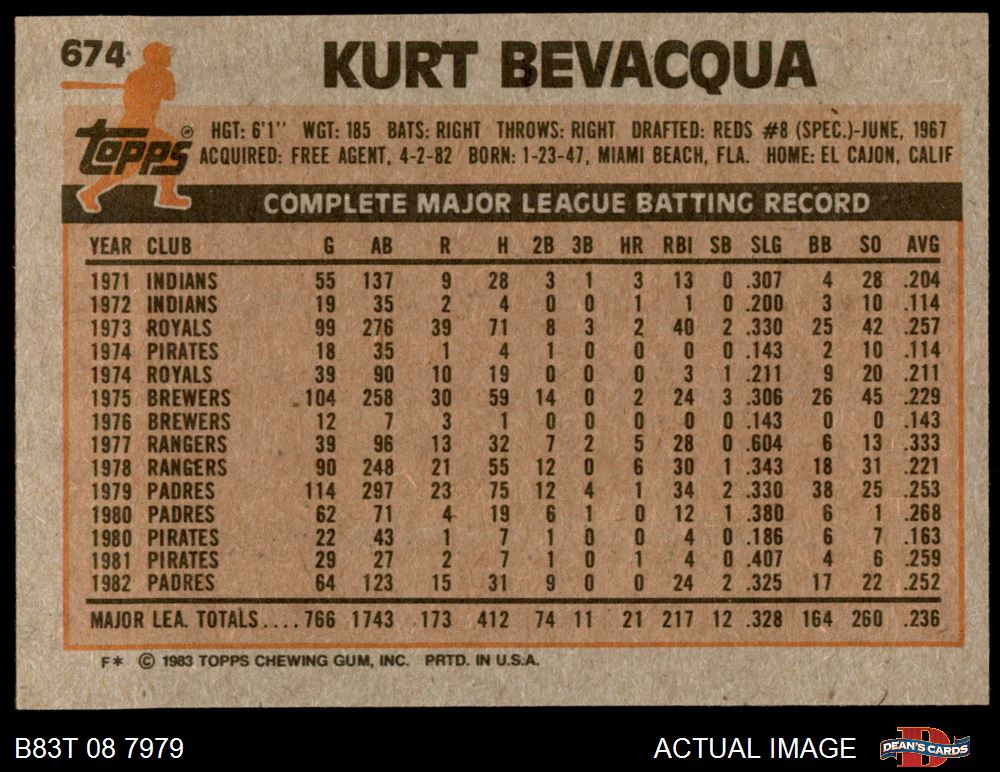 674 KURT BEVACQUA
Topps ®
HGT: 6'1" WGT: 185 BATS: RIGHT THROWS: RIGHT DRAFTED: REDS #8 (SPEC.)-JUNE, 1967
ACQUIRED: FREE AGENT, 4-2-82 BORN: 1-23-47, MIAMI BEACH, FLA. HOME: EL CAJON, CALIF
COMPLETE MAJOR LEAGUE BATTING RECORD
YEAR CLUB G AB R H 2B 3B HR RBI SB SLG BB SO AVG
1971 INDIANS 55 137 9 28 3 1 3 13 0 .307 4 28 .204
1972 INDIANS 19 35 2 4 0 0 1 1 0 .200 3 10 .114
1973 ROYALS 99 276 39 71 8 3 2 40 2 .330 25 42 .257
1974 PIRATES 18 35 1 4 1 0 0 0 0 .143 2 10 .114
1974 ROYALS 39 90 10 19 0 0 0 3 1 .211 9 20 .211
1975 BREWERS 104 258 30 59 14 0 2 24 3 .306 26 45 .229
1976 BREWERS 12 7 3 1 0 0 0 0 0 .143 0 0 .143
1977 RANGERS 39 96 13 32 7 2 5 28 0 .604 6 13 .333
1978 RANGERS 90 248 21 55 12 0 6 30 1 .343 18 31 .221
1979 PADRES 114 297 23 75 12 4 1 34 2 .330 38 25 .253
1980 PADRES 62 71 4 19 6 1 0 12 1 .380 6 1 .268
1980 PIRATES 22 43 1 7 1 0 0 4 0 .186 6 7 .163
1981 PIRATES 29 27 2 7 1 0 1 4 0 .407 4 6 .259
1982 PADRES 64 123 15 31 9 0 0 24 2 .325 17 22 .252
MAJOR LEA. TOTALS.... 766 1743 173 412 74 11 21 217 12 .328 164 260 .236
F* © 1983 TOPPS CHEWING GUM, INC. PRTD. IN U.S.A.
B83T 08 7979 ACTUAL IMAGE D DEAN'S CARDS